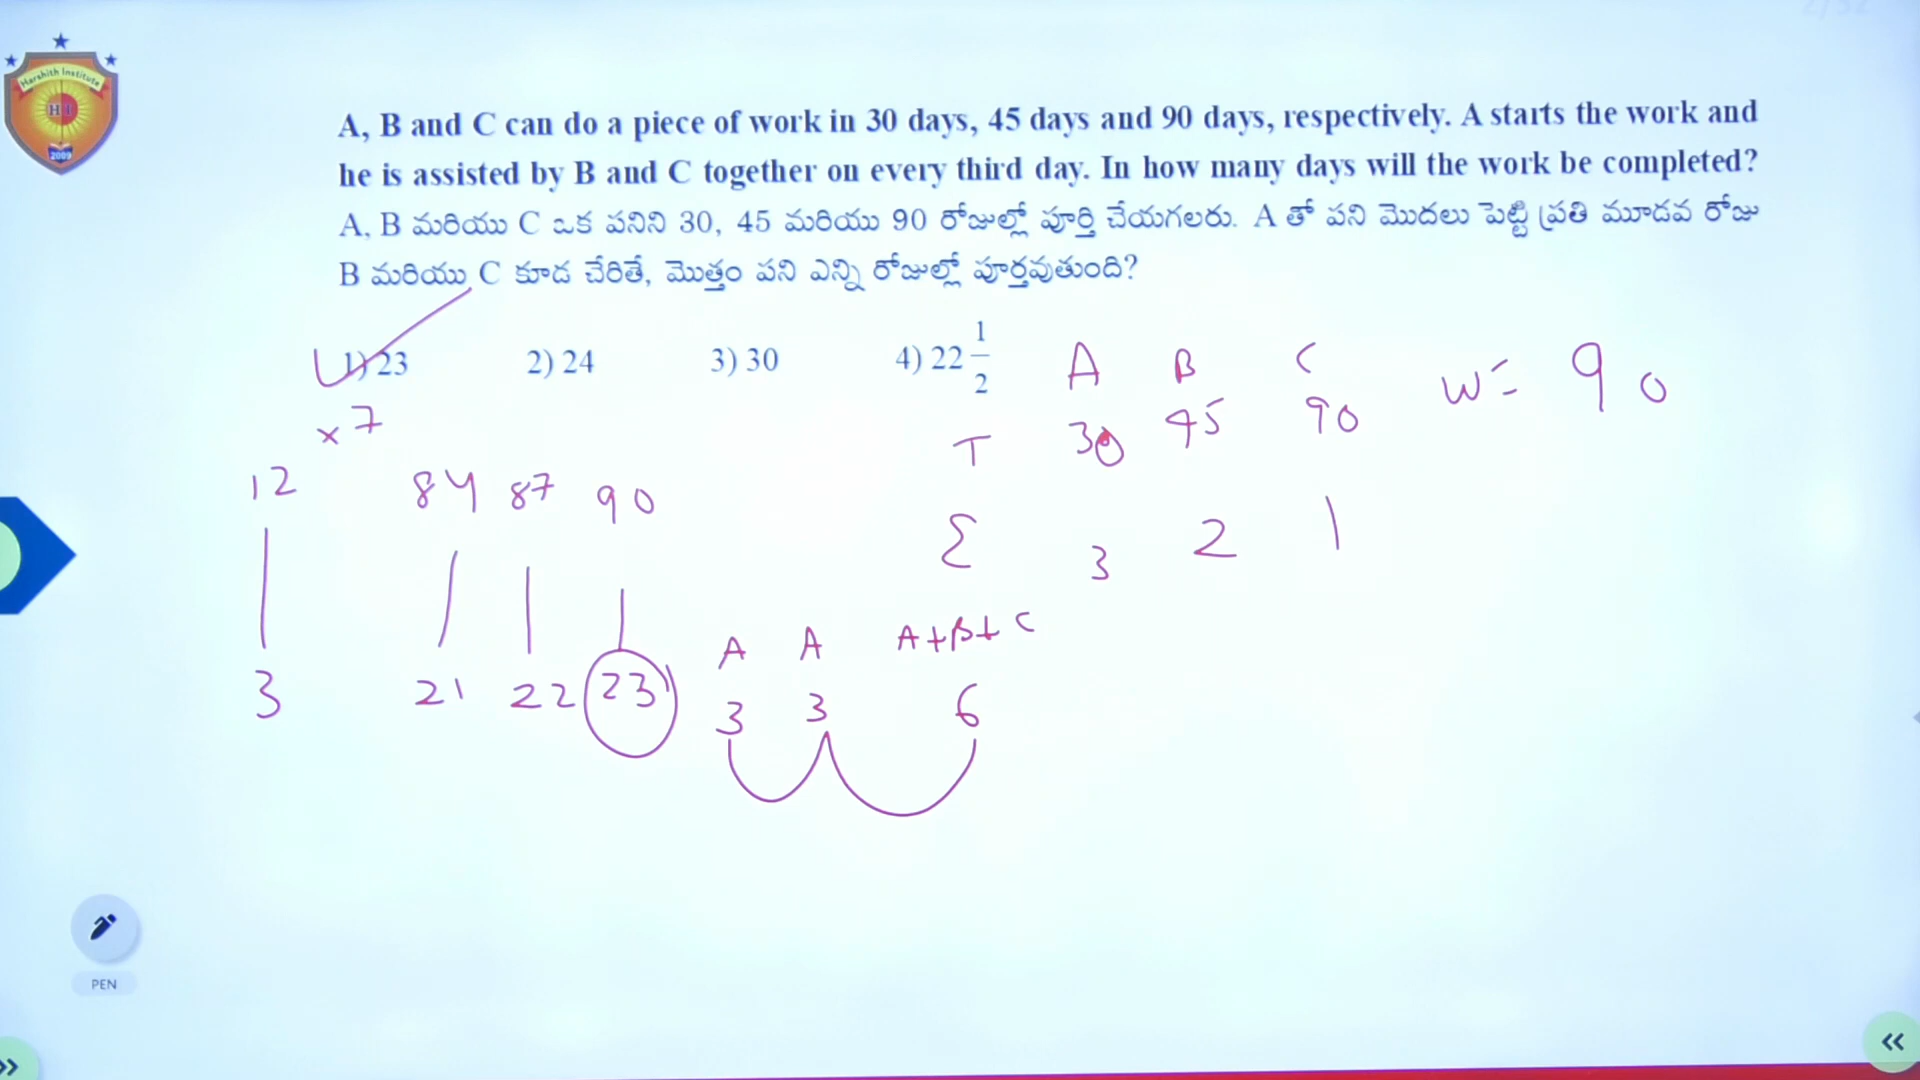 Harshith Institute
H I
2009
A, B and C can do a piece of work in 30 days, 45 days and 90 days, respectively. A starts the work and
he is assisted by B and C together on every third day. In how many days will the work be completed?
A, B మరియు C ఒక పనిని 30, 45 మరియు 90 రోజుల్లో పూర్తి చేయగలరు. A తో పని మొదలు పెట్టి ప్రతి మూడవ రోజు
B మరియు C కూడ చేరితే, మొత్తం పని ఎన్ని రోజుల్లో పూర్తవుతుంది?
1) 23 2) 24 3) 30 4) 22 1/2
A B C W = 90
T 30 45 90
x 7
12 84 87 90
Σ 3 2 1
A A A+B+C
3 21 22 23 3 3 6
PEN